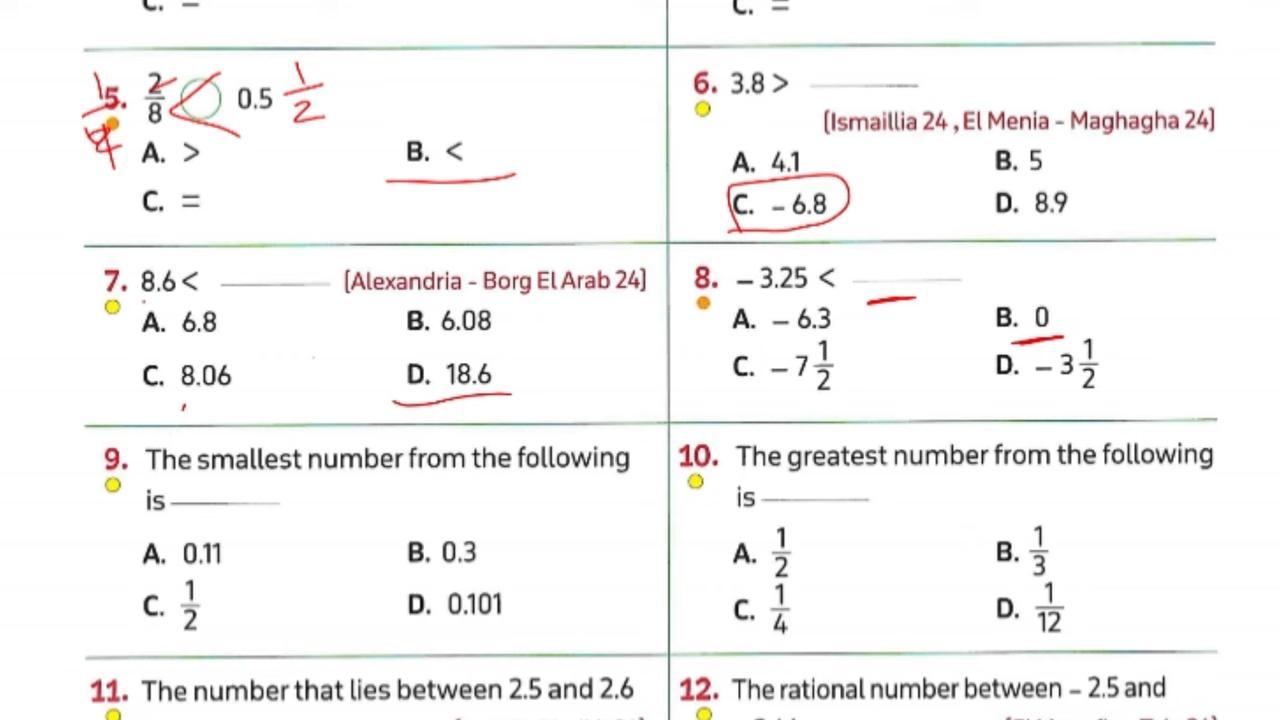 C. =
C. =
5. 2/8 < 0.5 1/2
1/4
A. >
B. <
C. =
6. 3.8 > ______
[Ismaillia 24 , El Menia - Maghagha 24]
A. 4.1
B. 5
C. - 6.8
D. 8.9
7. 8.6 < ______ [Alexandria - Borg El Arab 24]
A. 6.8
B. 6.08
C. 8.06
D. 18.6
8. - 3.25 < ______
A. - 6.3
B. 0
C. - 7 1/2
D. - 3 1/2
9. The smallest number from the following
is ______
A. 0.11
B. 0.3
C. 1/2
D. 0.101
10. The greatest number from the following
is ______
A. 1/2
B. 1/3
C. 1/4
D. 1/12
11. The number that lies between 2.5 and 2.6
12. The rational number between - 2.5 and